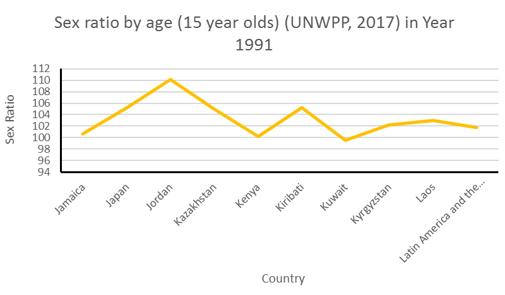 Sex ratio by age (15 year olds) (UNWPP, 2017) in Year
1991
Sex Ratio
112
110
108
106
104
102
100
98
96
94
Jamaica
Japan
Jordan
Kazakhstan
Kenya
Kiribati
Kuwait
Kyrgyzstan
Laos
Latin America and the...
Country